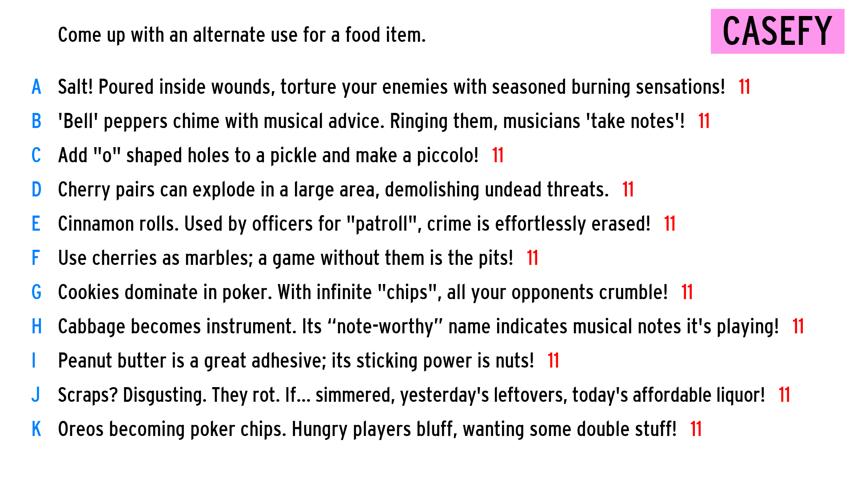 Come up with an alternate use for a food item.
CASEFY
A Salt! Poured inside wounds, torture your enemies with seasoned burning sensations! 11
B 'Bell' peppers chime with musical advice. Ringing them, musicians 'take notes'! 11
C Add "o" shaped holes to a pickle and make a piccolo! 11
D Cherry pairs can explode in a large area, demolishing undead threats. 11
E Cinnamon rolls. Used by officers for "patroll", crime is effortlessly erased! 11
F Use cherries as marbles; a game without them is the pits! 11
G Cookies dominate in poker. With infinite "chips", all your opponents crumble! 11
H Cabbage becomes instrument. Its “note-worthy” name indicates musical notes it's playing! 11
I Peanut butter is a great adhesive; its sticking power is nuts! 11
J Scraps? Disgusting. They rot. If... simmered, yesterday's leftovers, today's affordable liquor! 11
K Oreos becoming poker chips. Hungry players bluff, wanting some double stuff! 11